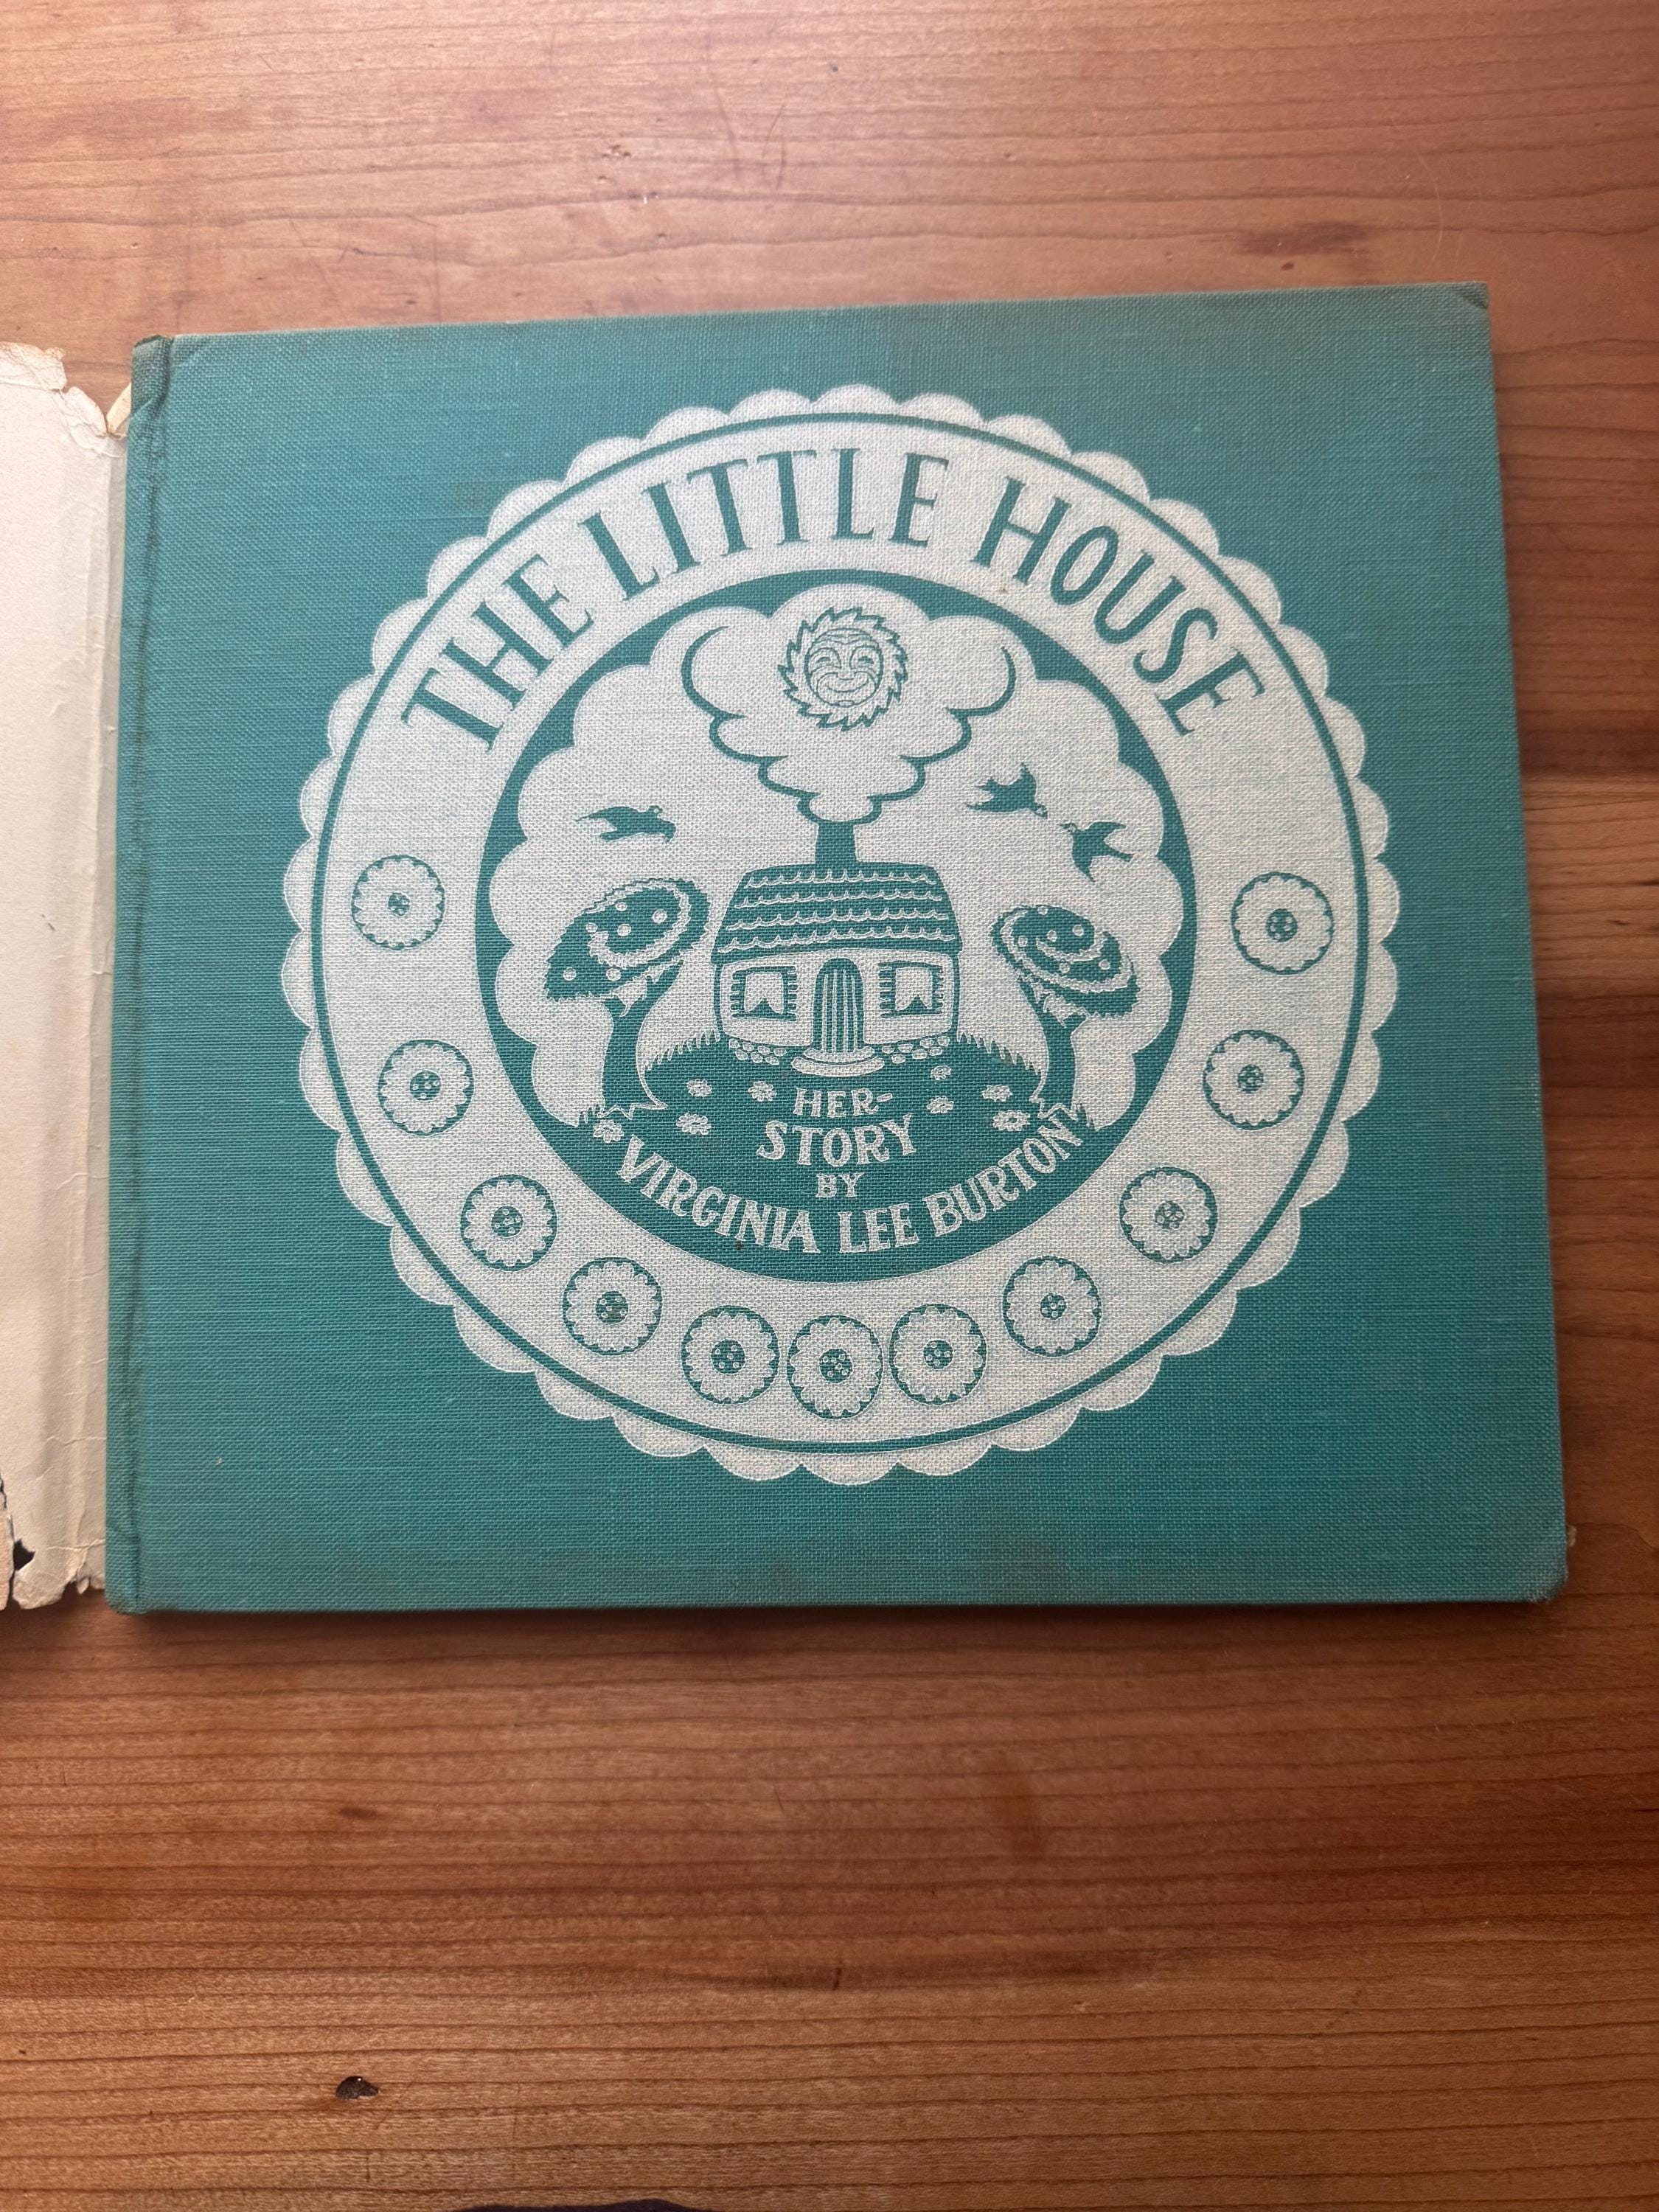 THE LITTLE HOUSE
HER-
STORY
BY
VIRGINIA LEE BURTON